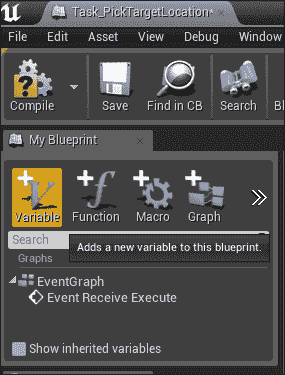 Task_PickTargetLocation*
File Edit Asset View Debug Window
Compile Save Find in CB Search
My Blueprint
Variable Function Macro Graph
Search
Adds a new variable to this blueprint.
Graphs
EventGraph
Event Receive Execute
Show inherited variables